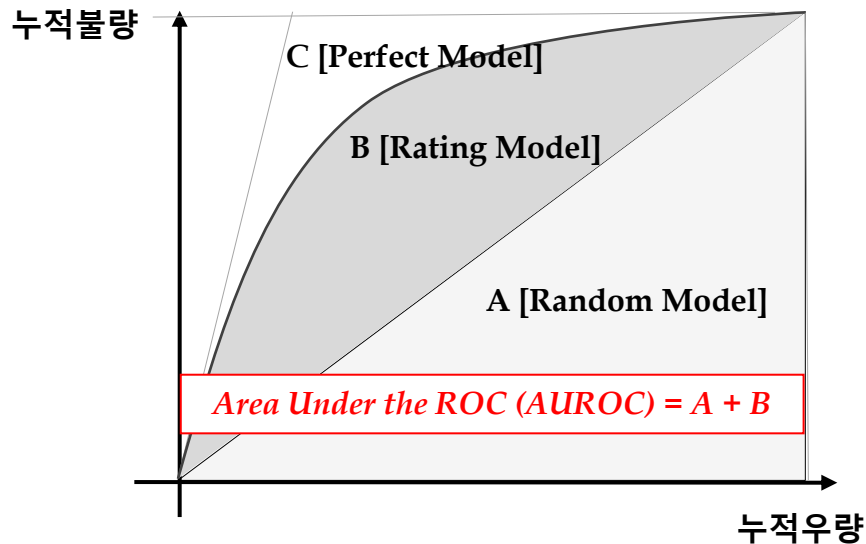 누적불량
C [Perfect Model]
B [Rating Model]
A [Random Model]
Area Under the ROC (AUROC) = A + B
누적우량